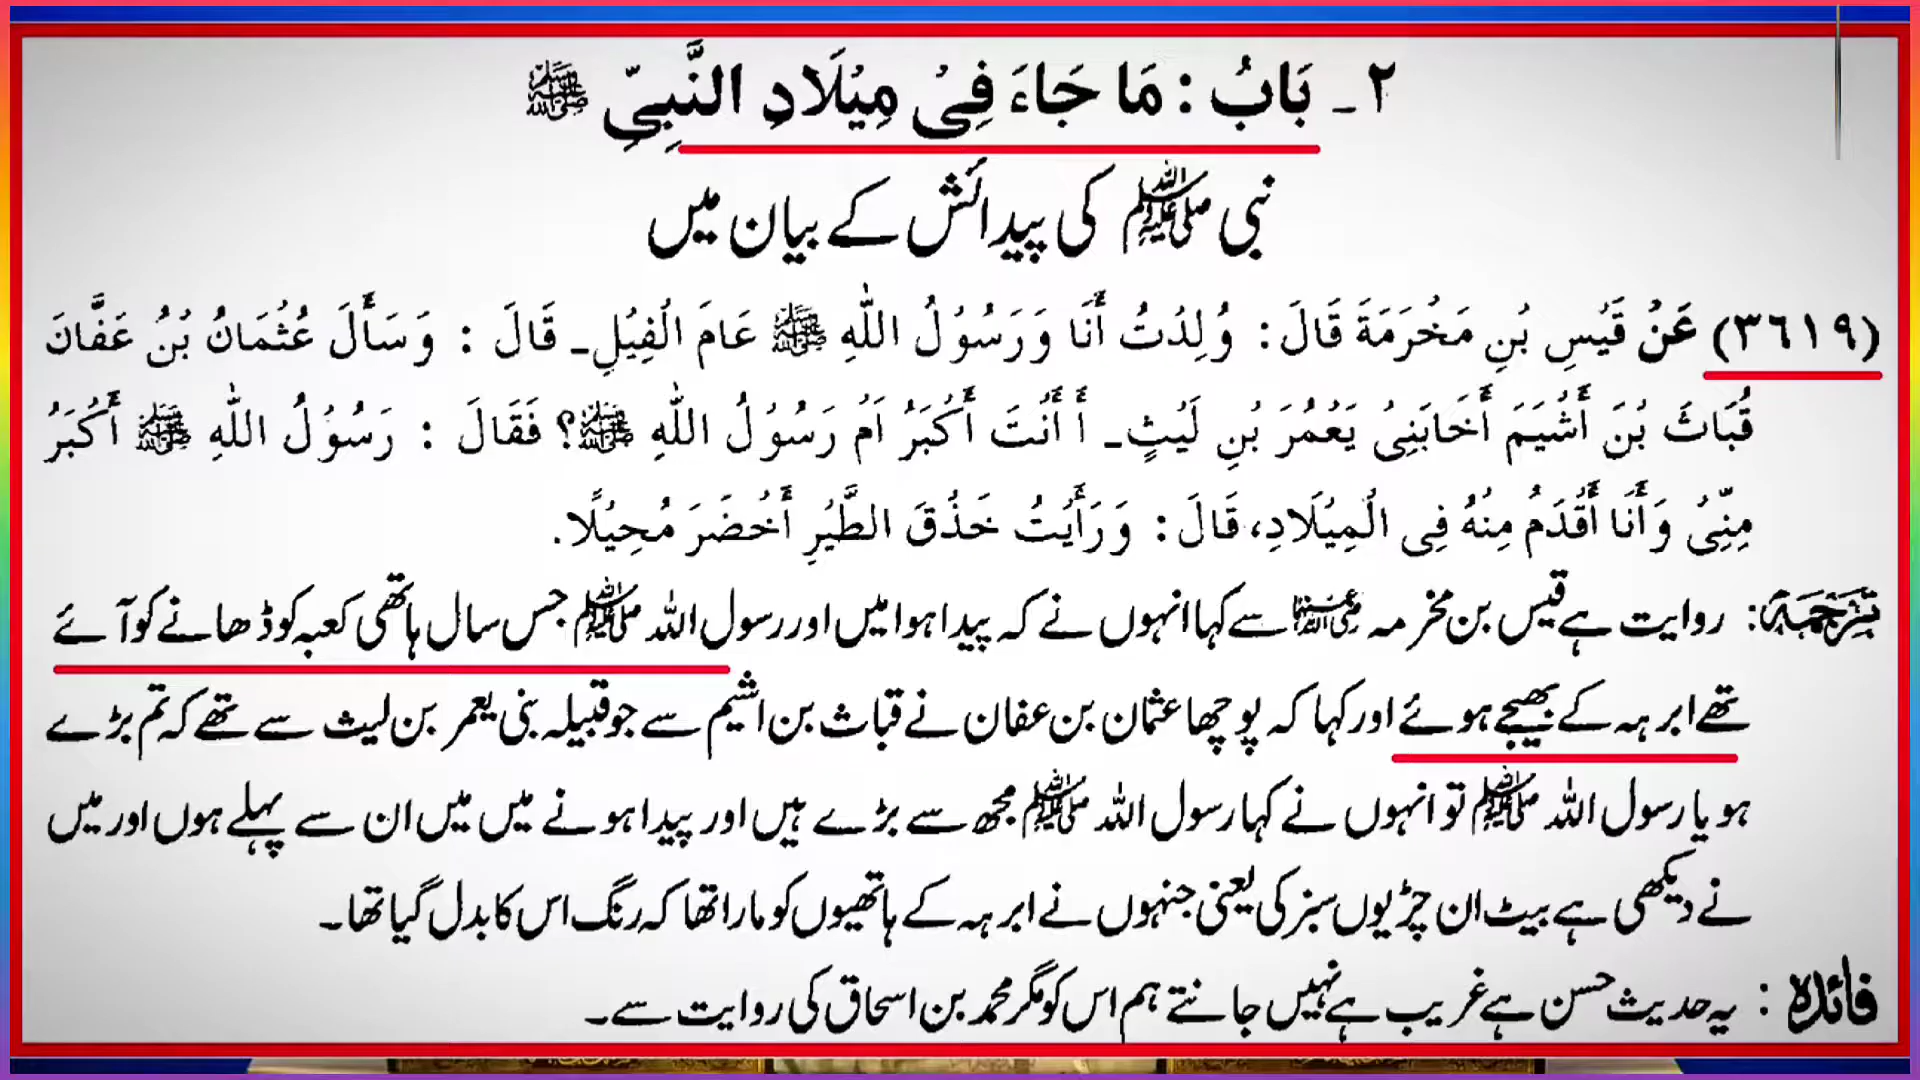 ٢ـ بَابُ : مَا جَاءَ فِيْ مِيْلَادِ النَّبِيِّ ﷺ
نبی ﷺ کی پیدائش کے بیان میں
(٣٦١٩) عَنْ قَيْسِ بْنِ مَخْرَمَةَ قَالَ: وُلِدْتُ أَنَا وَرَسُوْلُ اللّٰهِ ﷺ عَامَ الْفِيْلِ۔ قَالَ : وَسَأَلَ عُثْمَانُ بْنُ عَفَّانَ
قُبَاثَ بْنَ أَشْيَمَ أَخَابَنِیْ يَعْمُرَ بْنِ لَيْثٍ۔ أَ أَنْتَ أَكْبَرُ اَمْ رَسُوْلُ اللّٰهِ ﷺ؟ فَقَالَ : رَسُوْلُ اللّٰهِ ﷺ أَكْبَرُ
مِنِّیْ وَأَنَا أَقْدَمُ مِنْهُ فِی الْمِيْلَادِ، قَالَ: وَرَأَيْتُ خَذْقَ الطَّيْرِ أَخْضَرَ مُحِيْلًا.
ترجمہ: روایت ہے قیس بن مخرمہ رضی اللہ عنہ سے کہا انہوں نے کہ پیدا ہوا میں اور رسول اللہ ﷺ جس سال ہاتھی کعبہ کو ڈھانے کو آئے
تھے ابرہہ کے بھیجے ہوئے اور کہا کہ پوچھا عثمان بن عفان نے قباث بن اشیم سے جو قبیلہ بنی یعمر بن لیث سے تھے کہ تم بڑے
ہو یا رسول اللہ ﷺ تو انہوں نے کہا رسول اللہ ﷺ مجھ سے بڑے ہیں اور پیدا ہونے میں میں ان سے پہلے ہوں اور میں
نے دیکھی ہے بیٹ ان چڑیوں سبز کی یعنی جنہوں نے ابرہہ کے ہاتھیوں کو مارا تھا کہ رنگ اس کا بدل گیا تھا۔
فائدہ : یہ حدیث حسن ہے غریب ہے نہیں جانتے ہم اس کو مگر محمد بن اسحاق کی روایت سے۔